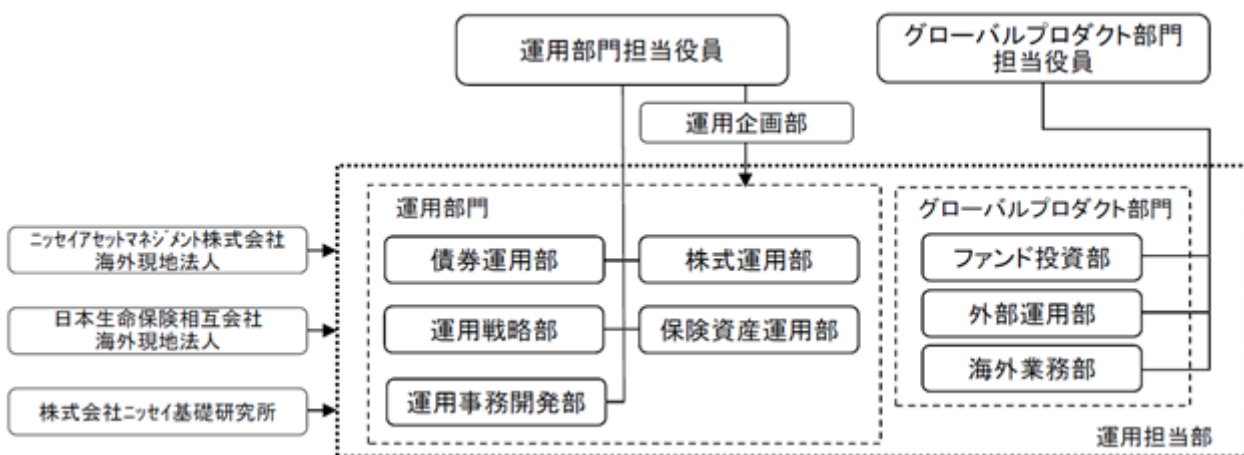 運用部門担当役員
グローバルプロダクト部門
担当役員
運用企画部
運用部門
グローバルプロダクト部門
ニッセイアセットマネジメント株式会社
海外現地法人
債券運用部
株式運用部
ファンド投資部
日本生命保険相互会社
海外現地法人
運用戦略部
保険資産運用部
外部運用部
海外業務部
株式会社ニッセイ基礎研究所
運用事務開発部
運用担当部